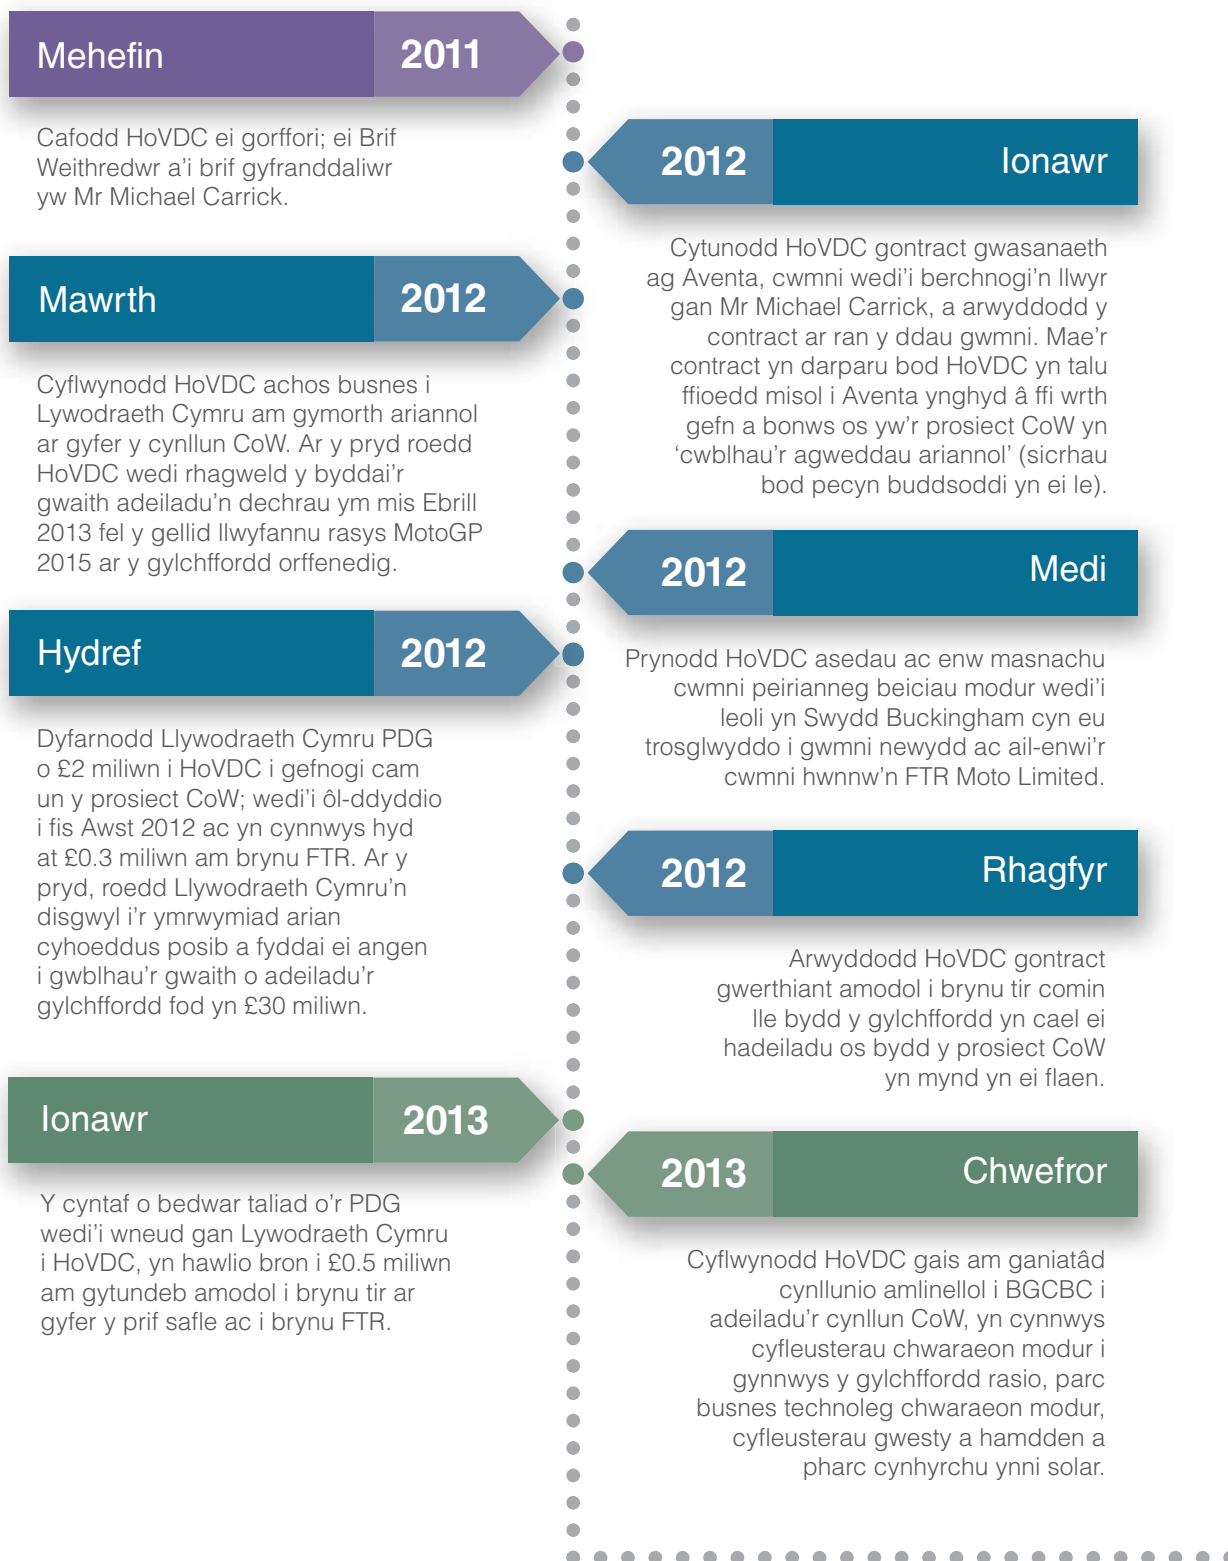 Mehefin 2011
Cafodd HoVDC ei gorffori; ei Brif
Weithredwr a'i brif gyfranddaliwr
yw Mr Michael Carrick.
2012 Ionawr
Cytunodd HoVDC gontract gwasanaeth
ag Aventa, cwmni wedi'i berchnogi'n llwyr
gan Mr Michael Carrick, a arwyddodd y
contract ar ran y ddau gwmni. Mae'r
contract yn darparu bod HoVDC yn talu
ffioedd misol i Aventa ynghyd â ffi wrth
gefn a bonws os yw'r prosiect CoW yn
‘cwblhau'r agweddau ariannol’ (sicrhau
bod pecyn buddsoddi yn ei le).
Mawrth 2012
Cyflwynodd HoVDC achos busnes i
Lywodraeth Cymru am gymorth ariannol
ar gyfer y cynllun CoW. Ar y pryd roedd
HoVDC wedi rhagweld y byddai'r
gwaith adeiladu'n dechrau ym mis Ebrill
2013 fel y gellid llwyfannu rasys MotoGP
2015 ar y gylchffordd orffenedig.
2012 Medi
Prynodd HoVDC asedau ac enw masnachu
cwmni peirianneg beiciau modur wedi'i
leoli yn Swydd Buckingham cyn eu
trosglwyddo i gwmni newydd ac ail-enwi'r
cwmni hwnnw'n FTR Moto Limited.
Hydref 2012
Dyfarnodd Llywodraeth Cymru PDG
o £2 miliwn i HoVDC i gefnogi cam
un y prosiect CoW; wedi'i ôl-ddyddio
i fis Awst 2012 ac yn cynnwys hyd
at £0.3 miliwn am brynu FTR. Ar y
pryd, roedd Llywodraeth Cymru'n
disgwyl i'r ymrwymiad arian
cyhoeddus posib a fyddai ei angen
i gwblhau'r gwaith o adeiladu'r
gylchffordd fod yn £30 miliwn.
2012 Rhagfyr
Arwyddodd HoVDC gontract
gwerthiant amodol i brynu tir comin
lle bydd y gylchffordd yn cael ei
hadeiladu os bydd y prosiect CoW
yn mynd yn ei flaen.
Ionawr 2013
Y cyntaf o bedwar taliad o'r PDG
wedi'i wneud gan Lywodraeth Cymru
i HoVDC, yn hawlio bron i £0.5 miliwn
am gytundeb amodol i brynu tir ar
gyfer y prif safle ac i brynu FTR.
2013 Chwefror
Cyflwynodd HoVDC gais am ganiatâd
cynllunio amlinellol i BGCBC i
adeiladu'r cynllun CoW, yn cynnwys
cyfleusterau chwaraeon modur i
gynnwys y gylchffordd rasio, parc
busnes technoleg chwaraeon modur,
cyfleusterau gwesty a hamdden a
pharc cynhyrchu ynni solar.